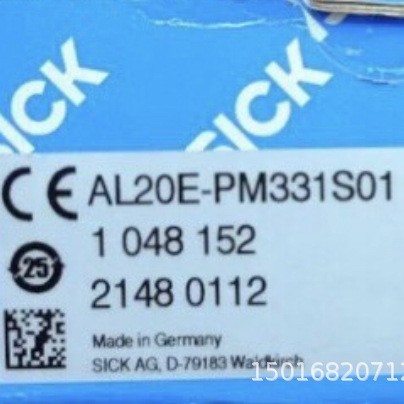 SICK
SICK
CE AL20E-PM331S01
1 048 152
25
2148 0112
Made in Germany
SICK AG, D-79183 Waldkirch
15016820712